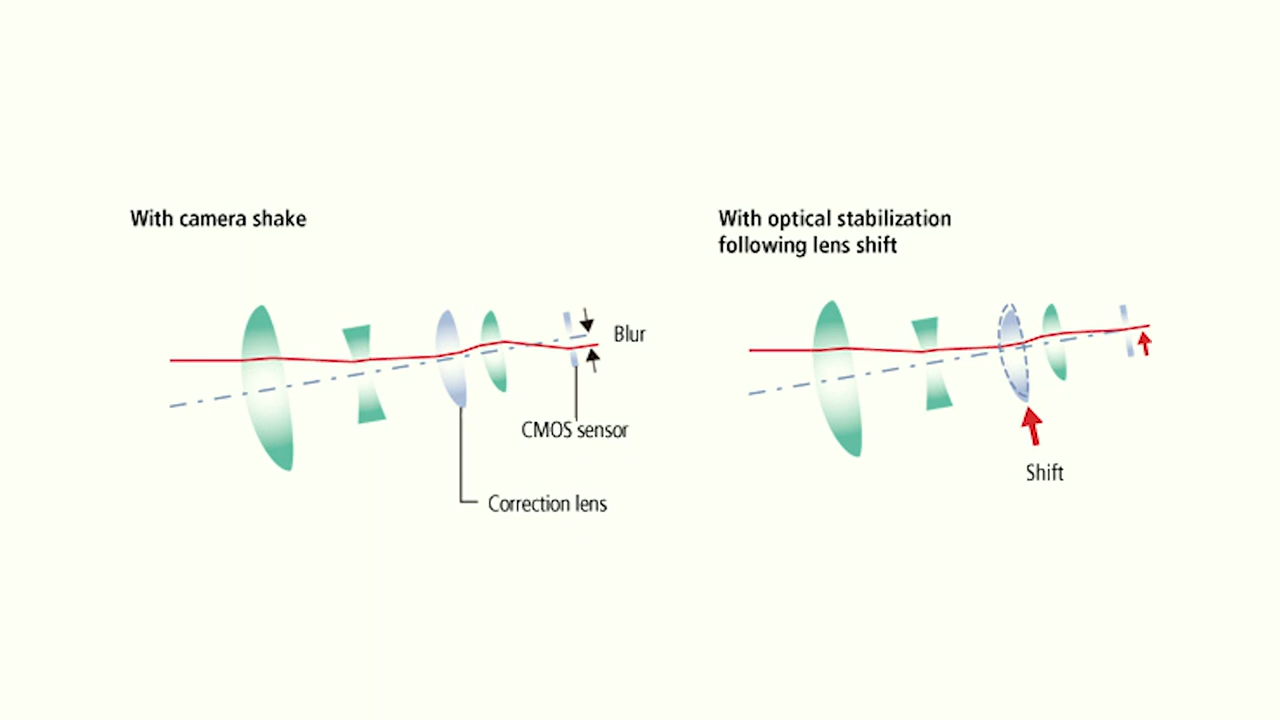 With camera shake
Blur
CMOS sensor
Correction lens
With optical stabilization
following lens shift
Shift